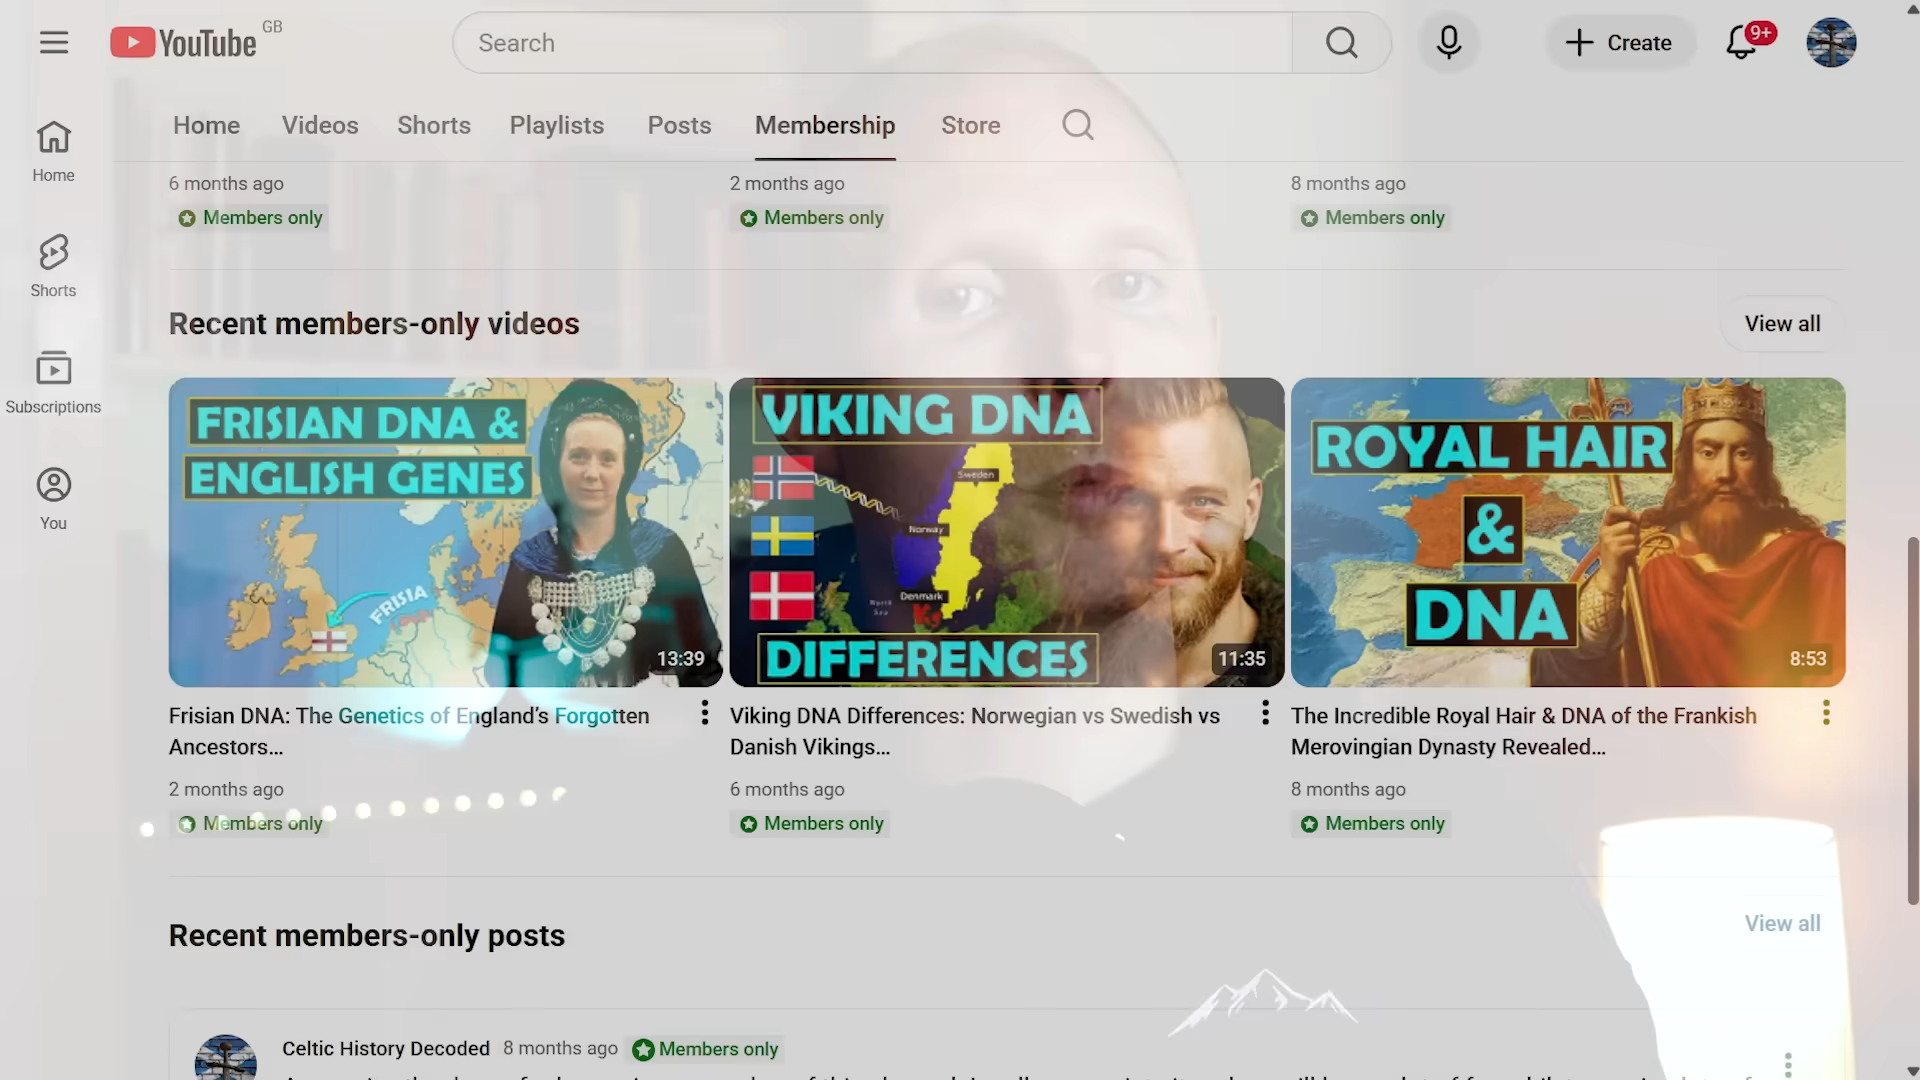 YouTube GB
Search
Create
9+
Home Videos Shorts Playlists Posts Membership Store
Home
Shorts
Subscriptions
You
6 months ago
Members only
2 months ago
Members only
8 months ago
Members only
Recent members-only videos
View all
FRISIAN DNA &
ENGLISH GENES
FRISIA
13:39
VIKING DNA
Sweden
Norway
North
Sea
Denmark
DIFFERENCES
11:35
ROYAL HAIR
&
DNA
8:53
Frisian DNA: The Genetics of England’s Forgotten
Ancestors...
2 months ago
Members only
Viking DNA Differences: Norwegian vs Swedish vs
Danish Vikings...
6 months ago
Members only
The Incredible Royal Hair & DNA of the Frankish
Merovingian Dynasty Revealed...
8 months ago
Members only
Recent members-only posts
View all
Celtic History Decoded 8 months ago Members only